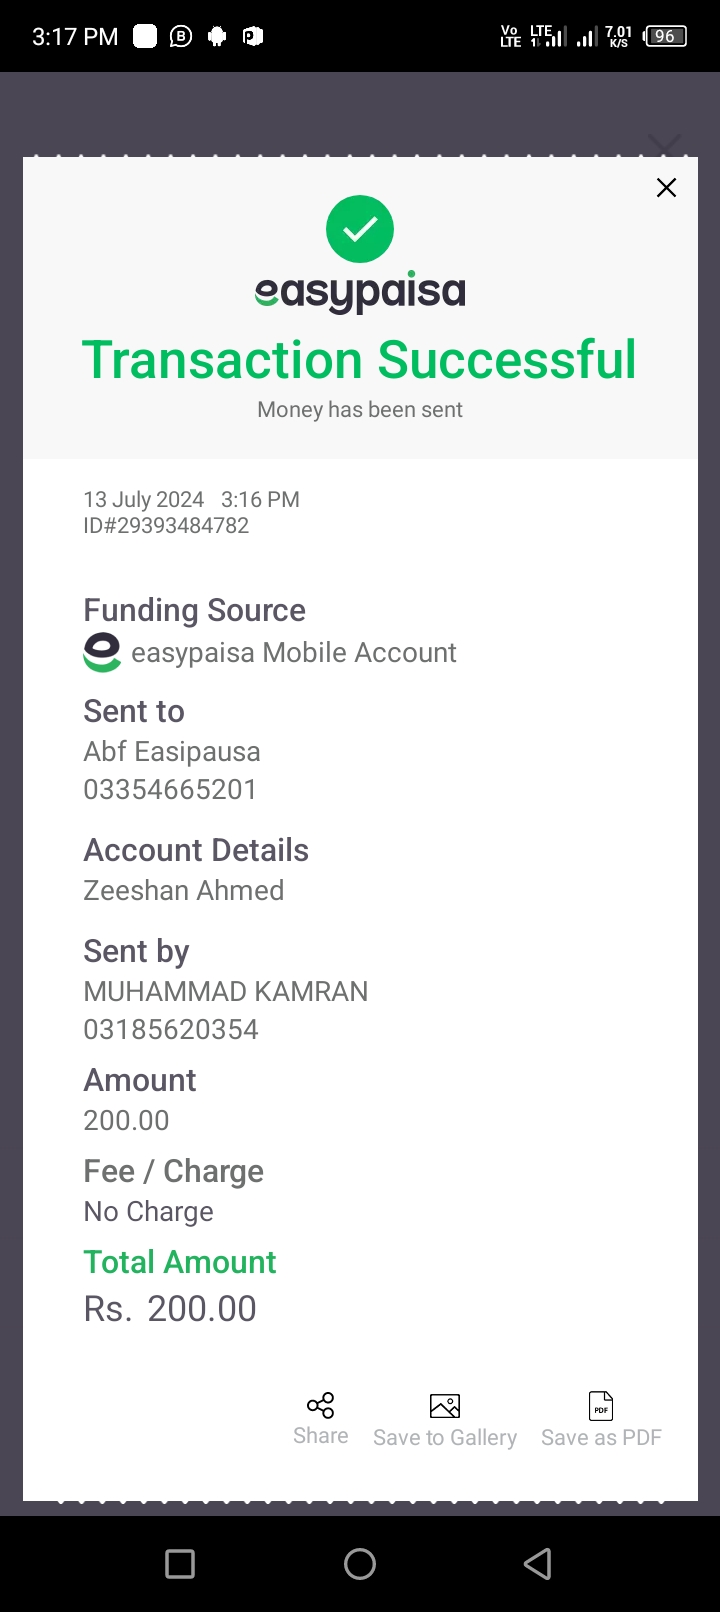 3:17 PM
Vo LTE LTE 7.01 K/S 96
easypaisa
Transaction Successful
Money has been sent
13 July 2024 3:16 PM
ID#29393484782
Funding Source
easypaisa Mobile Account
Sent to
Abf Easipausa
03354665201
Account Details
Zeeshan Ahmed
Sent by
MUHAMMAD KAMRAN
03185620354
Amount
200.00
Fee / Charge
No Charge
Total Amount
Rs. 200.00
PDF
Share Save to Gallery Save as PDF